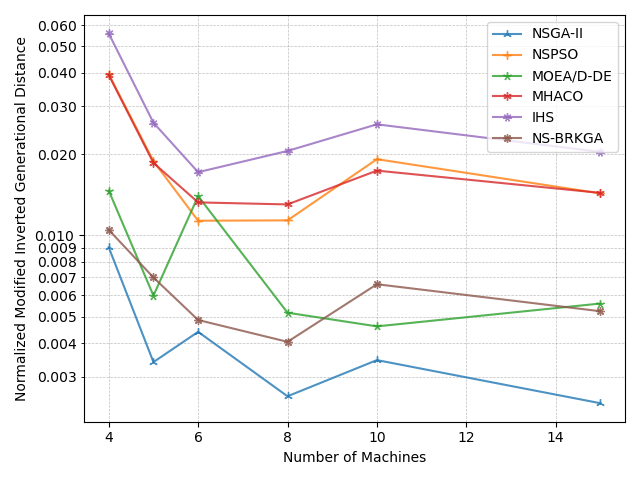 Normalized Modified Inverted Generational Distance
0.060
0.050
0.040
0.030
0.020
0.010
0.009
0.008
0.007
0.006
0.005
0.004
0.003
NSGA-II
NSPSO
MOEA/D-DE
MHACO
IHS
NS-BRKGA
4 6 8 10 12 14
Number of Machines